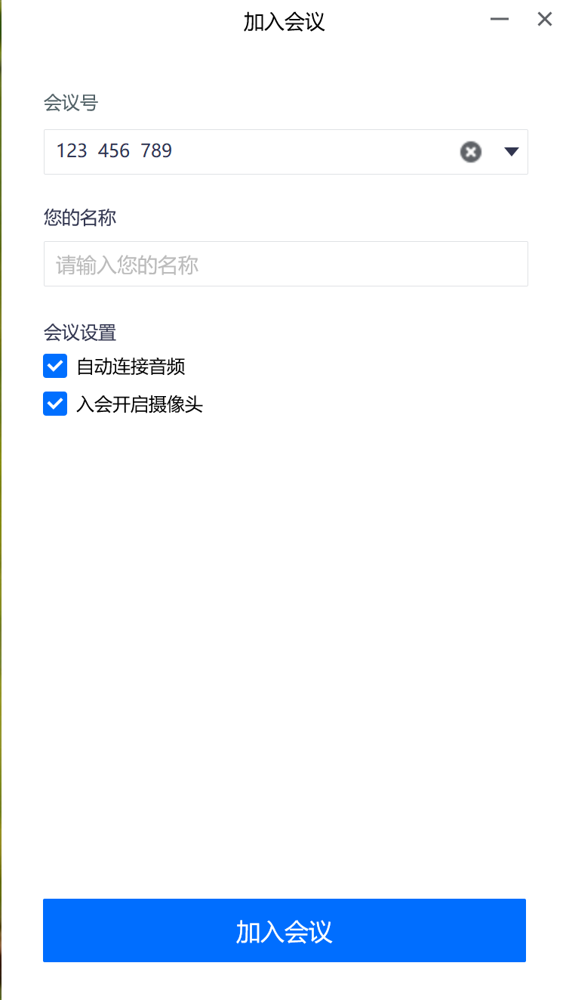 加入会议
会议号
123 456 789
您的名称
请输入您的名称
会议设置
自动连接音频
入会开启摄像头
加入会议